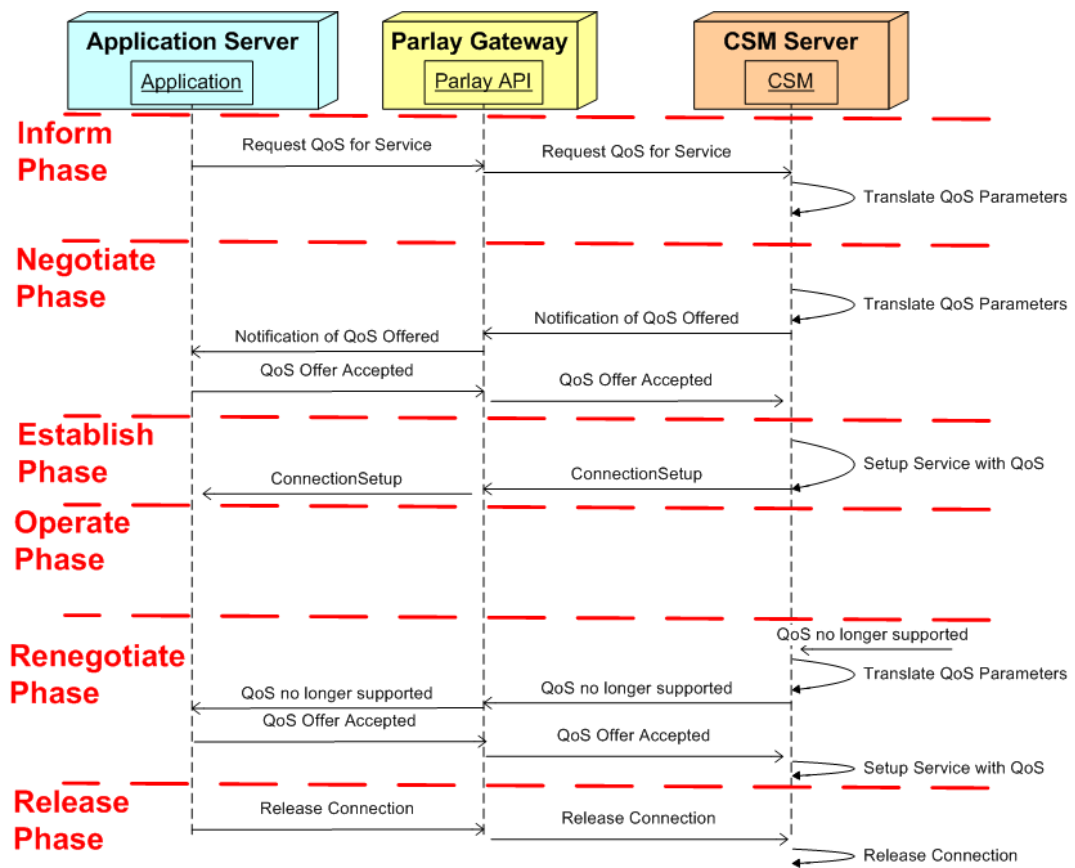 Application Server
Parlay Gateway
CSM Server
Application
Parlay API
CSM
Inform
Phase
Request QoS for Service
Request QoS for Service
Translate QoS Parameters
Negotiate
Phase
Translate QoS Parameters
Notification of QoS Offered
Notification of QoS Offered
QoS Offer Accepted
QoS Offer Accepted
Establish
Phase
Setup Service with QoS
ConnectionSetup
ConnectionSetup
Operate
Phase
Renegotiate
Phase
QoS no longer supported
Translate QoS Parameters
QoS no longer supported
QoS no longer supported
QoS Offer Accepted
QoS Offer Accepted
Setup Service with QoS
Release
Phase
Release Connection
Release Connection
Release Connection